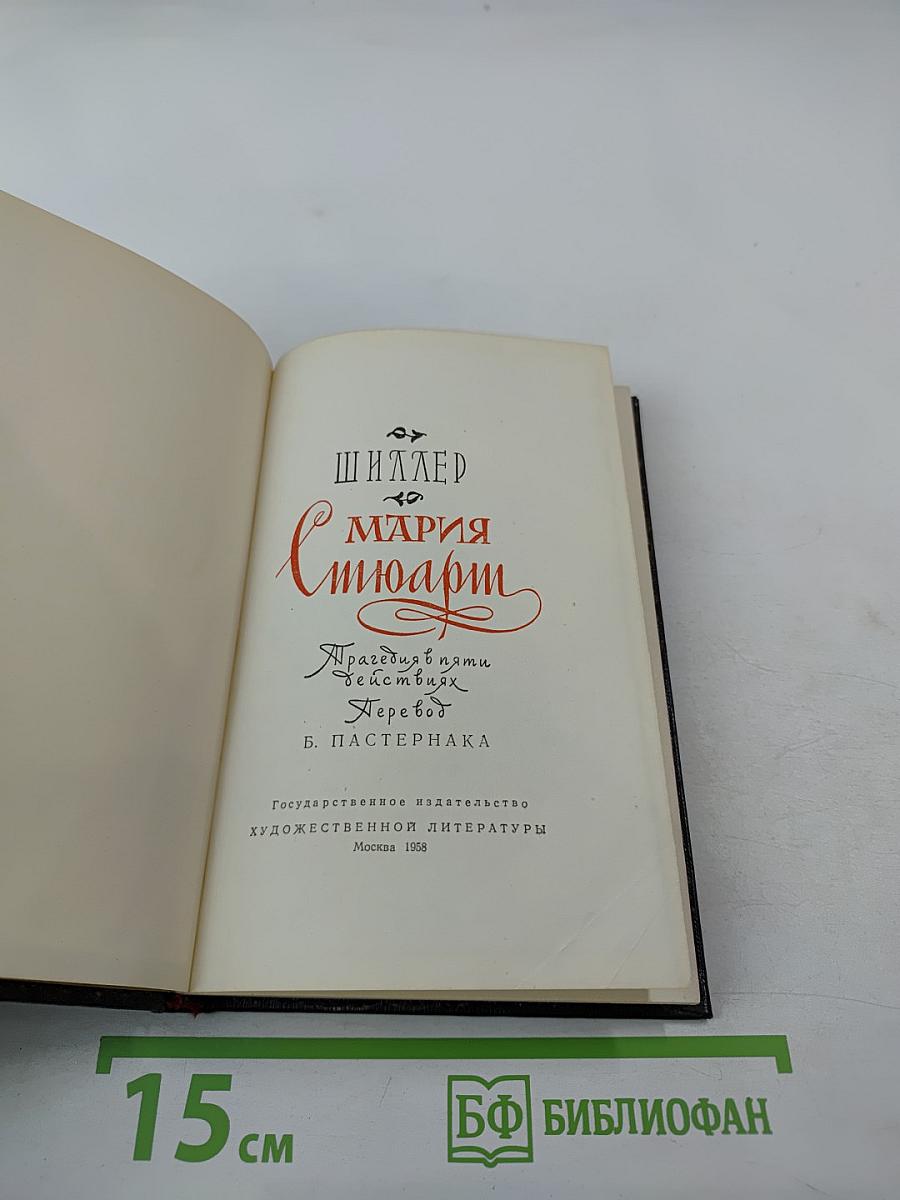 ШИЛЛЕР
МАРИЯ
Стюарт
Трагедия в пяти
действиях
Перевод
Б. ПАСТЕРНАКА
Государственное издательство
ХУДОЖЕСТВЕННОЙ ЛИТЕРАТУРЫ
Москва 1958
15 см
БФ БИБЛИОФАН